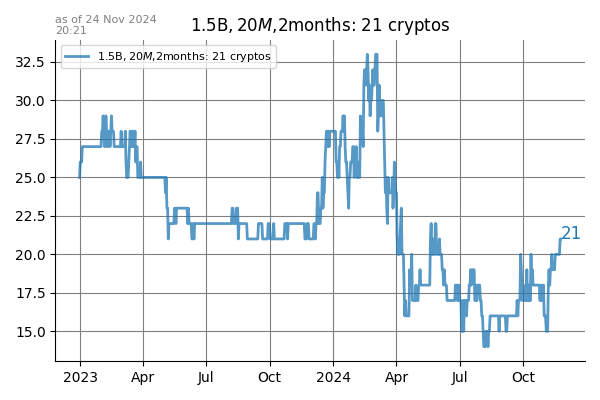 as of 24 Nov 2024
20:21
1.5B, 20M,2months: 21 cryptos
1.5B, 20M,2months: 21 cryptos
32.5
30.0
27.5
25.0
22.5
20.0
17.5
15.0
21
2023 Apr Jul Oct 2024 Apr Jul Oct